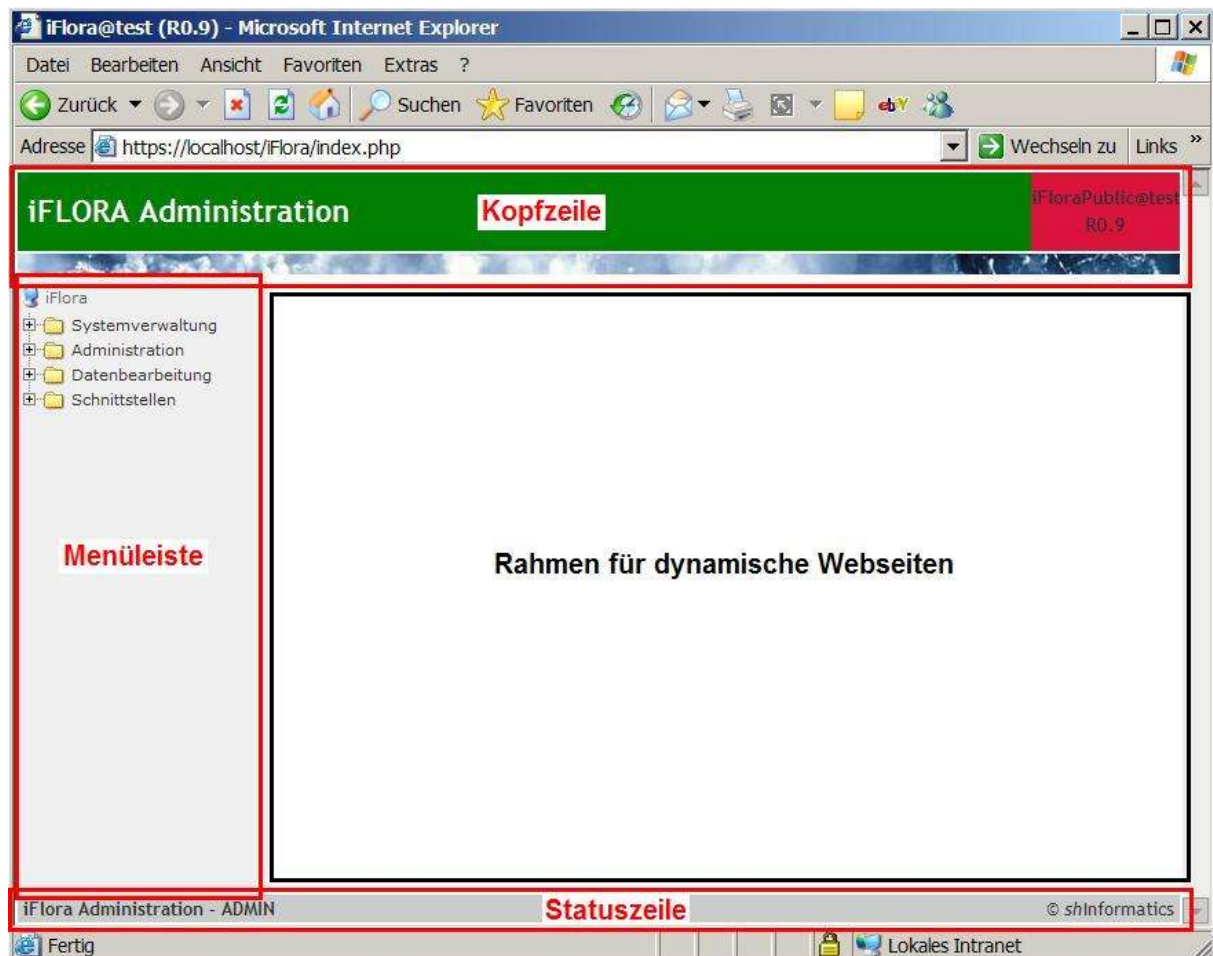 iFlora@test (R0.9) - Microsoft Internet Explorer
Datei Bearbeiten Ansicht Favoriten Extras ?
Zurück Suchen Favoriten ebY
Adresse https://localhost/iFlora/index.php Wechseln zu Links »
iFLORA Administration Kopfzeile iFloraPublic@test
R0.9
iFlora
Systemverwaltung
Administration
Datenbearbeitung
Schnittstellen
Menüleiste
Rahmen für dynamische Webseiten
iFlora Administration - ADMIN Statuszeile © shInformatics
Fertig Lokales Intranet